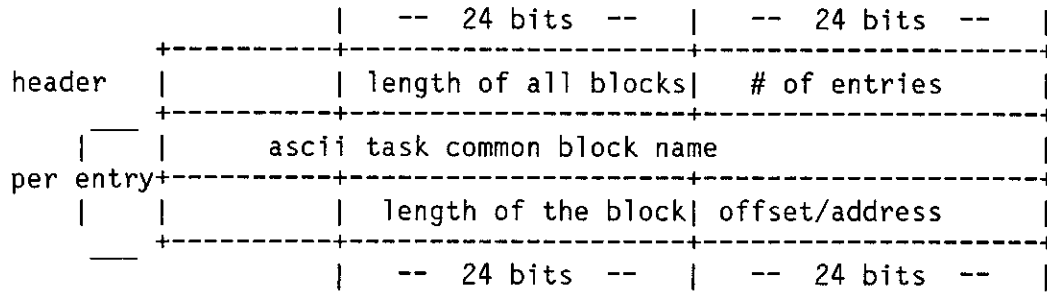 | -- 24 bits -- | -- 24 bits -- |
header | | length of all blocks| # of entries |
| ascii task common block name |
per entry
| | length of the block| offset/address |
| -- 24 bits -- | -- 24 bits -- |